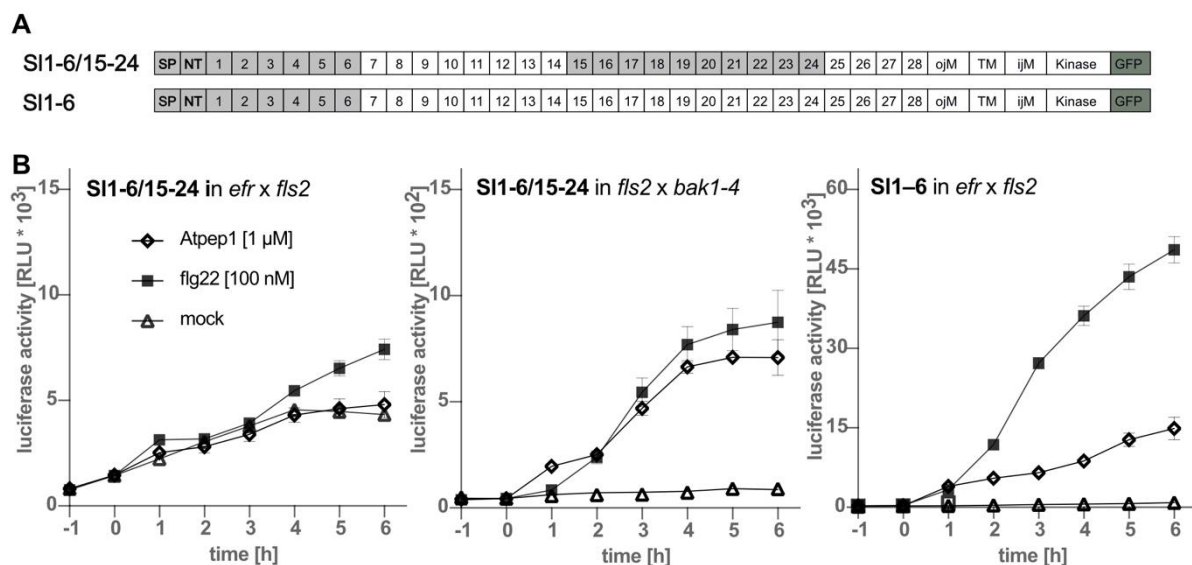 A
Sl1-6/15-24 SP NT 1 2 3 4 5 6 7 8 9 10 11 12 13 14 15 16 17 18 19 20 21 22 23 24 25 26 27 28 ojM TM ijM Kinase GFP
Sl1-6 SP NT 1 2 3 4 5 6 7 8 9 10 11 12 13 14 15 16 17 18 19 20 21 22 23 24 25 26 27 28 ojM TM ijM Kinase GFP
B
Sl1-6/15-24 in efr x fls2
luciferase activity [RLU * 10³]
15
10
5
0
Atpep1 [1 µM]
flg22 [100 nM]
mock
-1 0 1 2 3 4 5 6
time [h]
Sl1-6/15-24 in fls2 x bak1-4
luciferase activity [RLU * 10²]
15
10
5
0
-1 0 1 2 3 4 5 6
time [h]
Sl1–6 in efr x fls2
luciferase activity [RLU * 10³]
60
45
30
15
0
-1 0 1 2 3 4 5 6
time [h]